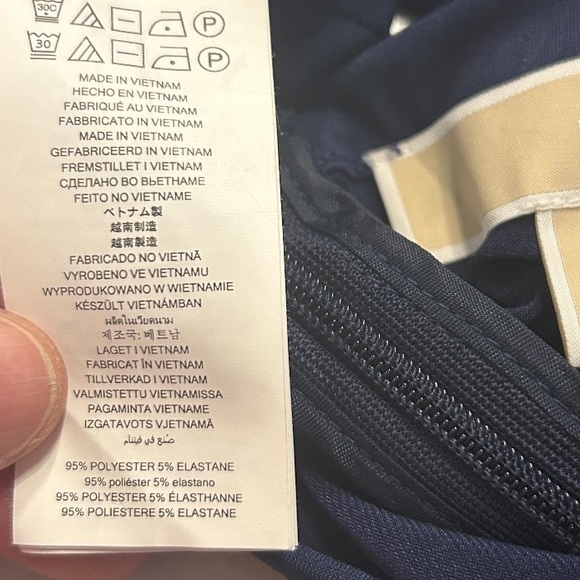 30C P
30 P
MADE IN VIETNAM
HECHO EN VIETNAM
FABRIQUÉ AU VIETNAM
FABBRICATO IN VIETNAM
MADE IN VIETNAM
GEFABRICEERD IN VIETNAM
FREMSTILLET I VIETNAM
СДЕЛАНО ВО ВЬЕТНАМЕ
FEITO NO VIETNAME
ベトナム製
越南制造
越南製造
FABRICADO NO VIETNÃ
VYROBENO VE VIETNAMU
WYPRODUKOWANO W WIETNAMIE
KÉSZÜLT VIETNÁMBAN
ผลิตในเวียดนาม
제조국: 베트남
LAGET I VIETNAM
FABRICAT ÎN VIETNAM
TILLVERKAD I VIETNAM
VALMISTETTU VIETNAMISSA
PAGAMINTA VIETNAME
IZGATAVOTS VJETNAMĀ
صُنع في فيتنام
95% POLYESTER 5% ELASTANE
95% poliéster 5% elastano
95% POLYESTER 5% ÉLASTHANNE
95% POLIESTERE 5% ELASTANE